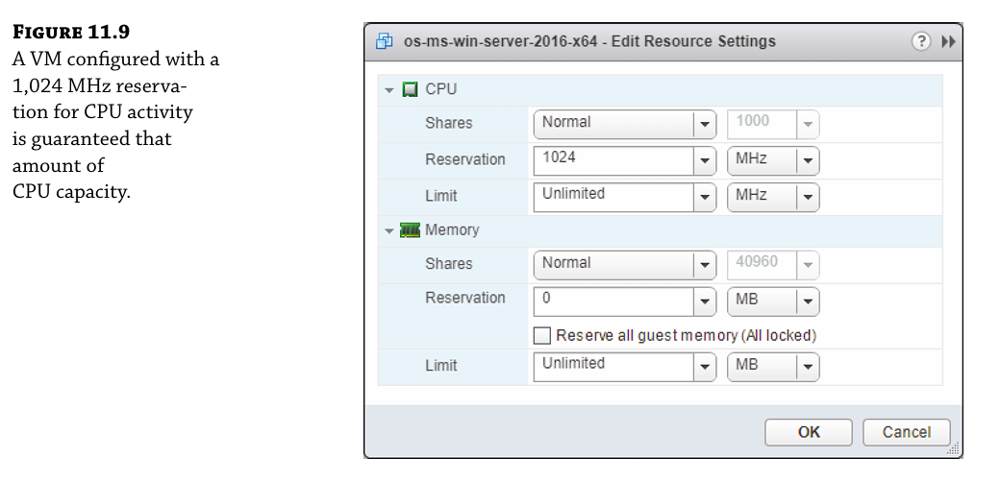 FIGURE 11.9
A VM configured with a
1,024 MHz reserva-
tion for CPU activity
is guaranteed that
amount of
CPU capacity.
os-ms-win-server-2016-x64 - Edit Resource Settings ?
CPU
Shares Normal 1000
Reservation 1024 MHz
Limit Unlimited MHz
Memory
Shares Normal 40960
Reservation 0 MB
Reserve all guest memory (All locked)
Limit Unlimited MB
OK Cancel